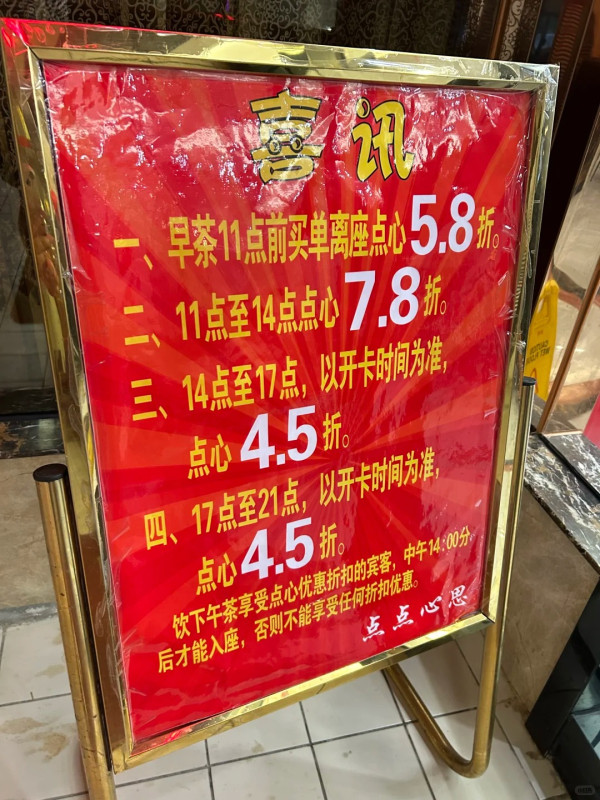 喜讯
一、早茶11点前买单离座点心5.8折。
二、11点至14点点心7.8折。
三、14点至17点，以开卡时间为准，
点心4.5折。
四、17点至21点，以开卡时间为准，
点心4.5折。
饮下午茶享受点心优惠折扣的宾客，中午14：00分
后才能入座，否则不能享受任何折扣优惠。
点点心思